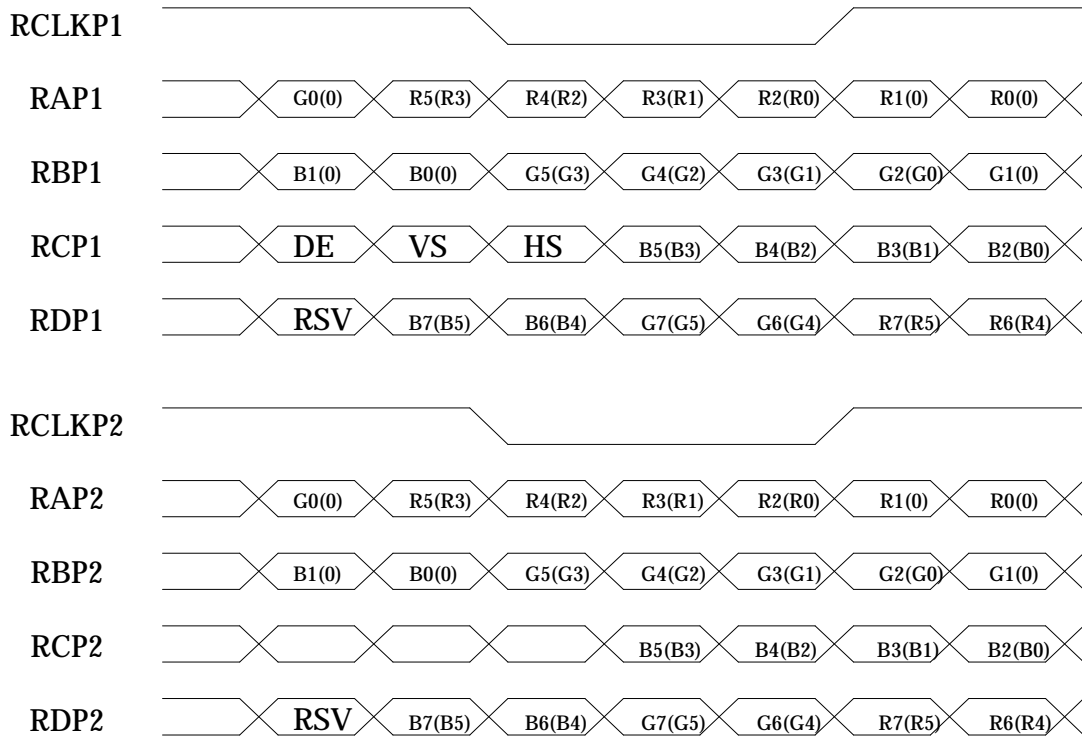 RCLKP1
RAP1 G0(0) R5(R3) R4(R2) R3(R1) R2(R0) R1(0) R0(0)
RBP1 B1(0) B0(0) G5(G3) G4(G2) G3(G1) G2(G0) G1(0)
RCP1 DE VS HS B5(B3) B4(B2) B3(B1) B2(B0)
RDP1 RSV B7(B5) B6(B4) G7(G5) G6(G4) R7(R5) R6(R4)
RCLKP2
RAP2 G0(0) R5(R3) R4(R2) R3(R1) R2(R0) R1(0) R0(0)
RBP2 B1(0) B0(0) G5(G3) G4(G2) G3(G1) G2(G0) G1(0)
RCP2 B5(B3) B4(B2) B3(B1) B2(B0)
RDP2 RSV B7(B5) B6(B4) G7(G5) G6(G4) R7(R5) R6(R4)